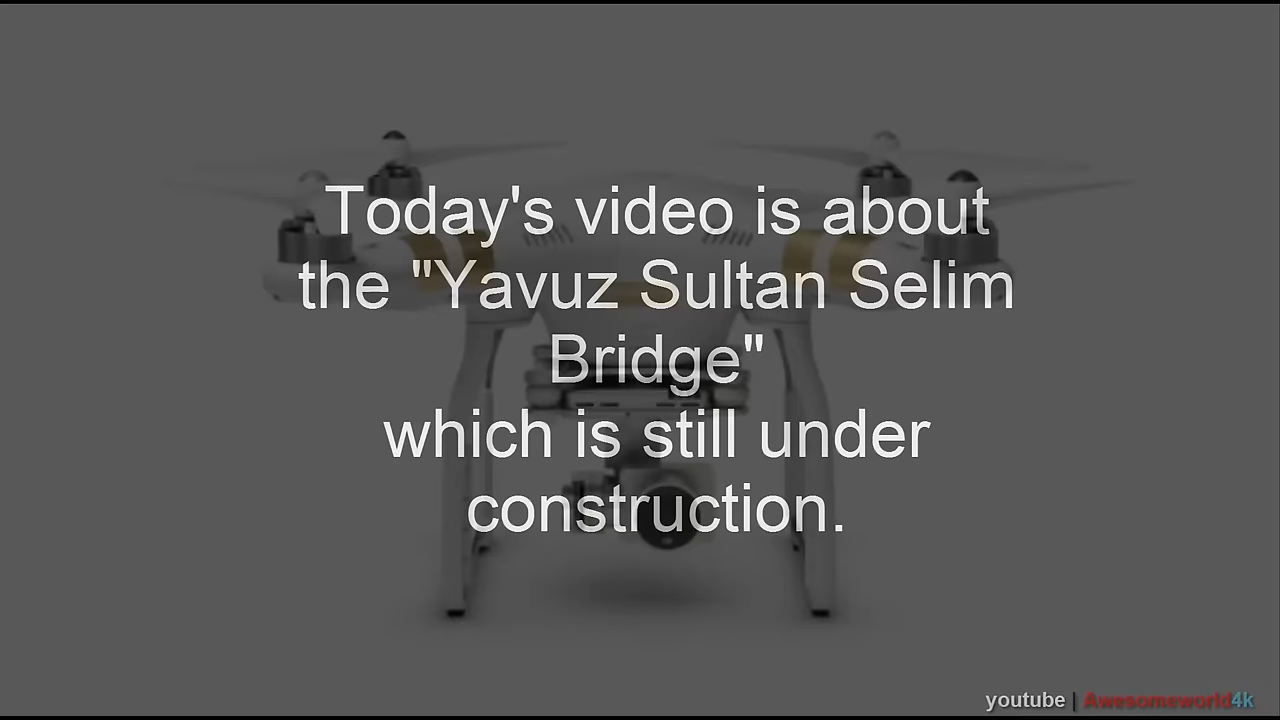 Today's video is about
the "Yavuz Sultan Selim
Bridge"
which is still under
construction.
youtube | Awesomeworld4k